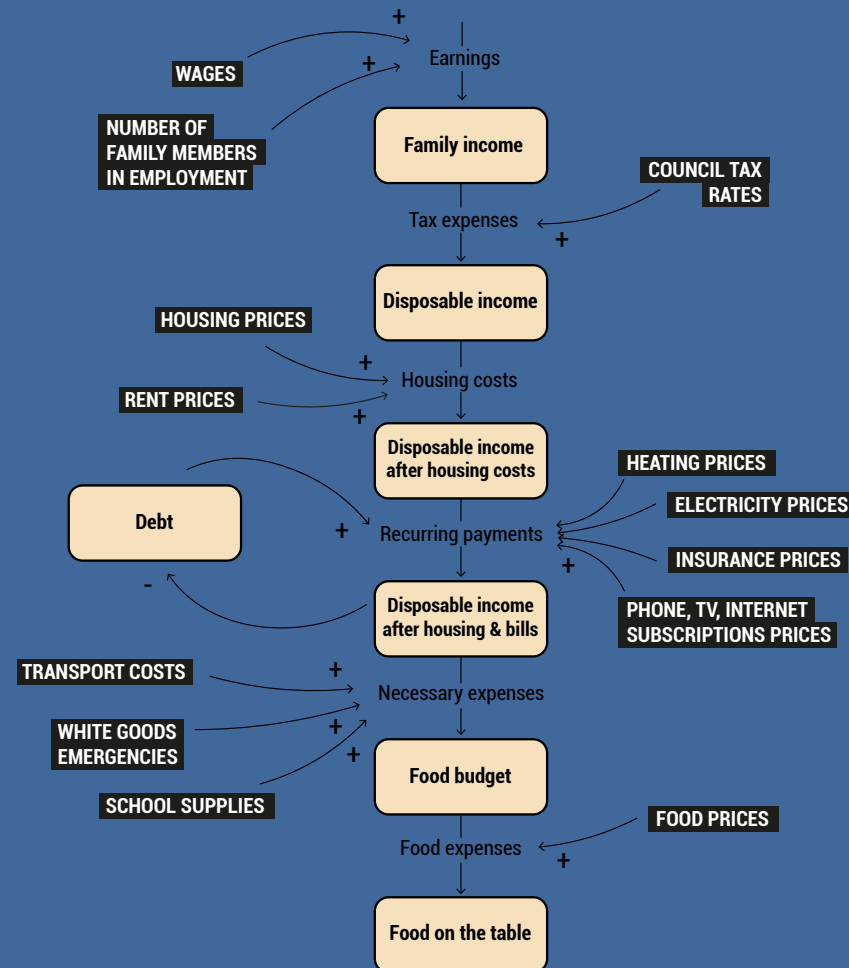 +
Earnings
WAGES
+
NUMBER OF
FAMILY MEMBERS
IN EMPLOYMENT
Family income
COUNCIL TAX
RATES
Tax expenses
+
Disposable income
HOUSING PRICES
+
Housing costs
RENT PRICES
+
Disposable income
after housing costs
HEATING PRICES
ELECTRICITY PRICES
Debt
+
Recurring payments
INSURANCE PRICES
+
-
Disposable income
after housing & bills
PHONE, TV, INTERNET
SUBSCRIPTIONS PRICES
TRANSPORT COSTS
+
Necessary expenses
WHITE GOODS
EMERGENCIES
+
+
SCHOOL SUPPLIES
Food budget
FOOD PRICES
Food expenses
+
Food on the table